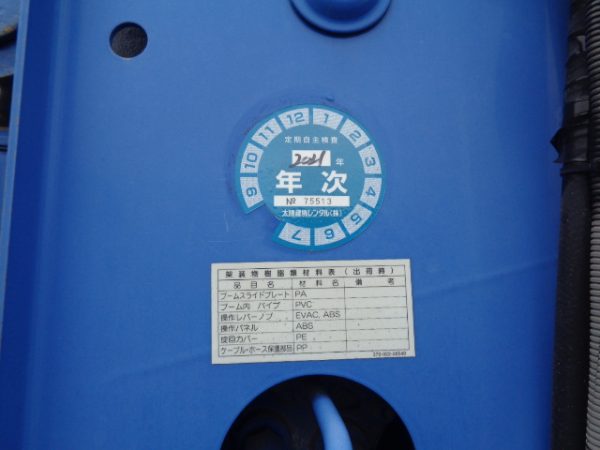 12 1
11 2
10 3
9 4
7 6 5
定期自主検査
2021 年
年 次
NR 75513
太陽建機レンタル(株)
架装物樹脂類材料表(出荷時)
品目名 材料名 備考
ブームスライドプレート PA
ブーム内 パイプ PVC
操作レバーノブ EVAC, ABS
操作パネル ABS
旋回カバー PE
ケーブル・ホース保護部品 PP